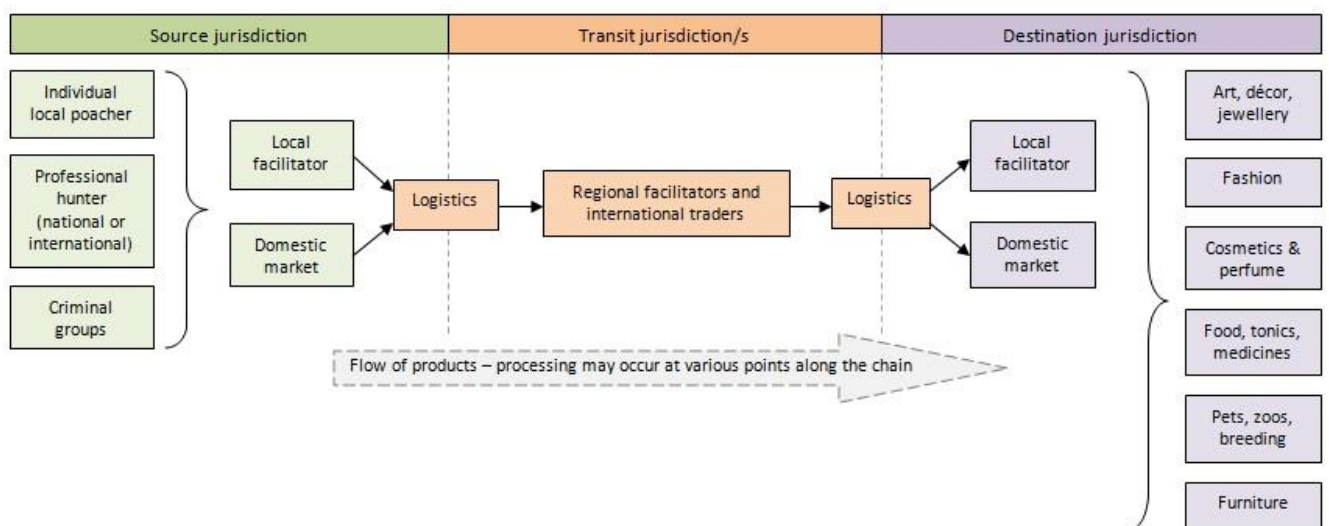 Source jurisdiction
Transit jurisdiction/s
Destination jurisdiction
Individual
local poacher
Professional
hunter
(national or
international)
Criminal
groups
Local
facilitator
Domestic
market
Logistics
Regional facilitators and
international traders
Logistics
Local
facilitator
Domestic
market
Art, décor,
jewellery
Fashion
Cosmetics &
perfume
Food, tonics,
medicines
Pets, zoos,
breeding
Furniture
Flow of products – processing may occur at various points along the chain